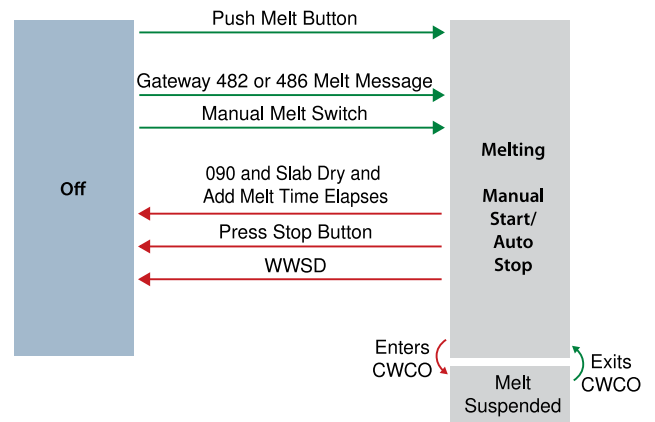 Push Melt Button
Gateway 482 or 486 Melt Message
Manual Melt Switch
Off
090 and Slab Dry and
Add Melt Time Elapses
Press Stop Button
WWSD
Melting
Manual
Start/
Auto
Stop
Enters
CWCO
Exits
CWCO
Melt
Suspended